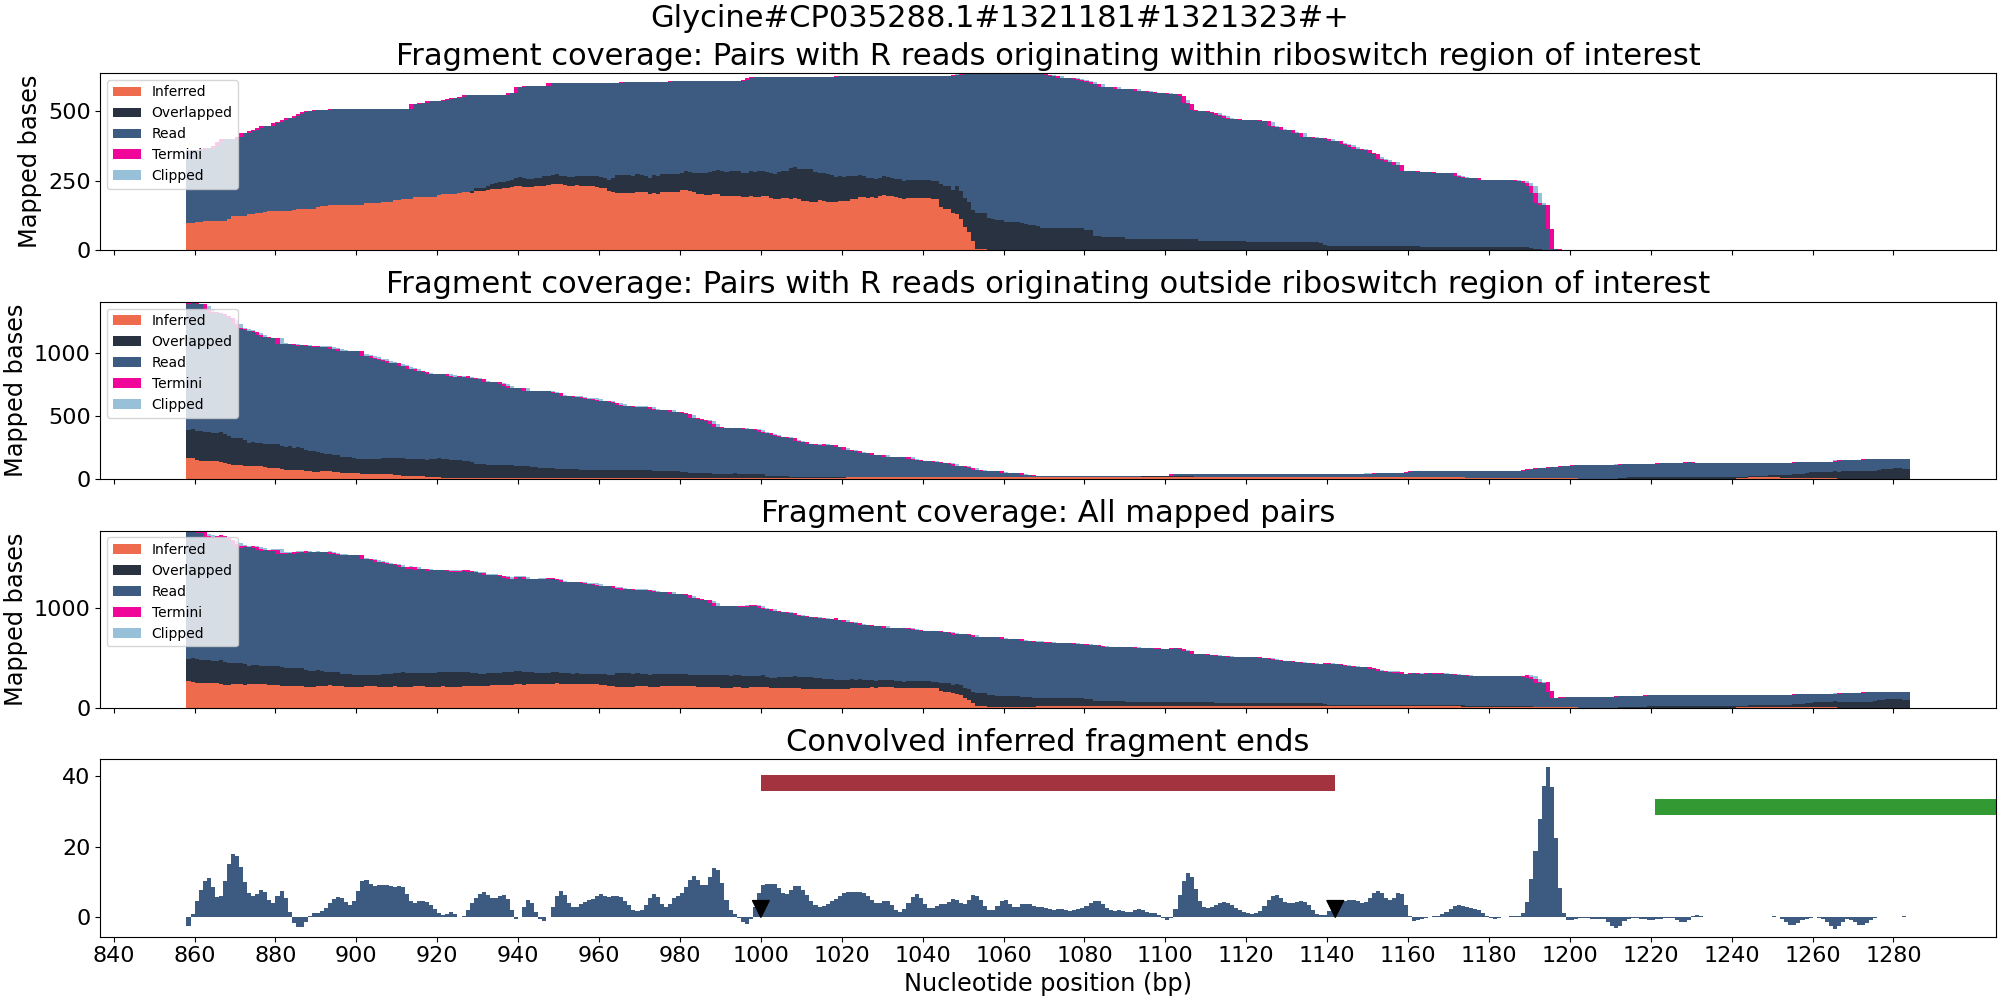 Glycine#CP035288.1#1321181#1321323#+
Fragment coverage: Pairs with R reads originating within riboswitch region of interest
Mapped bases
500
250
0
Inferred
Overlapped
Read
Termini
Clipped
Fragment coverage: Pairs with R reads originating outside riboswitch region of interest
Mapped bases
1000
500
0
Inferred
Overlapped
Read
Termini
Clipped
Fragment coverage: All mapped pairs
Mapped bases
1000
0
Inferred
Overlapped
Read
Termini
Clipped
Convolved inferred fragment ends
40
20
0
840 860 880 900 920 940 960 980 1000 1020 1040 1060 1080 1100 1120 1140 1160 1180 1200 1220 1240 1260 1280
Nucleotide position (bp)